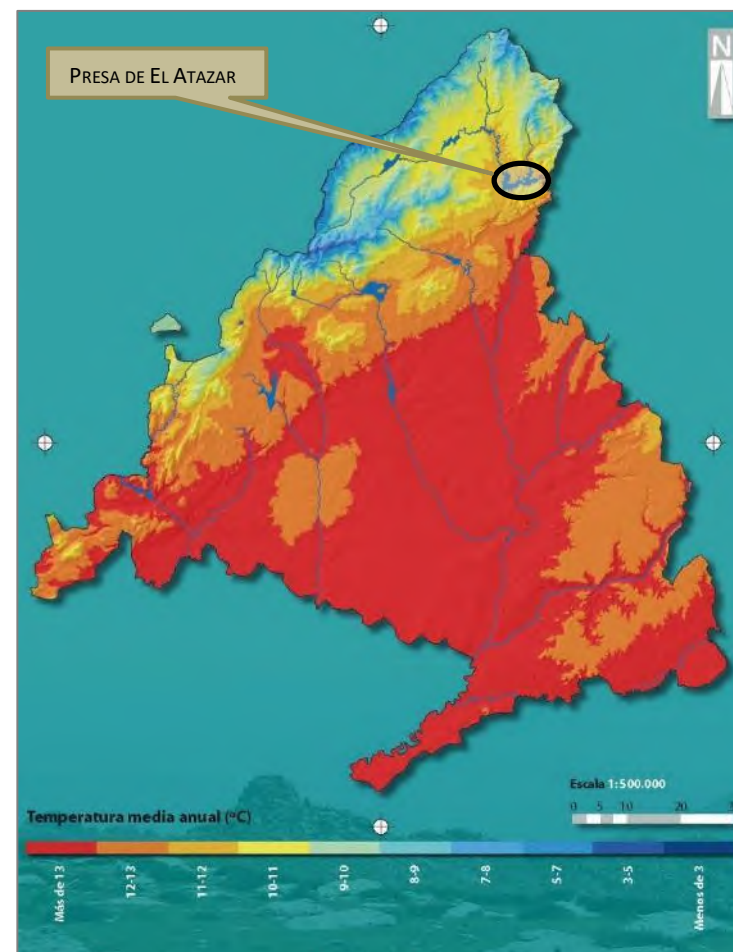 PRESA DE EL ATAZAR
N
Escala 1:500.000
0 5 10 20
Temperatura media anual (ºC)
Más de 13
12-13
11-12
10-11
9-10
8-9
7-8
5-7
3-5
Menos de 3